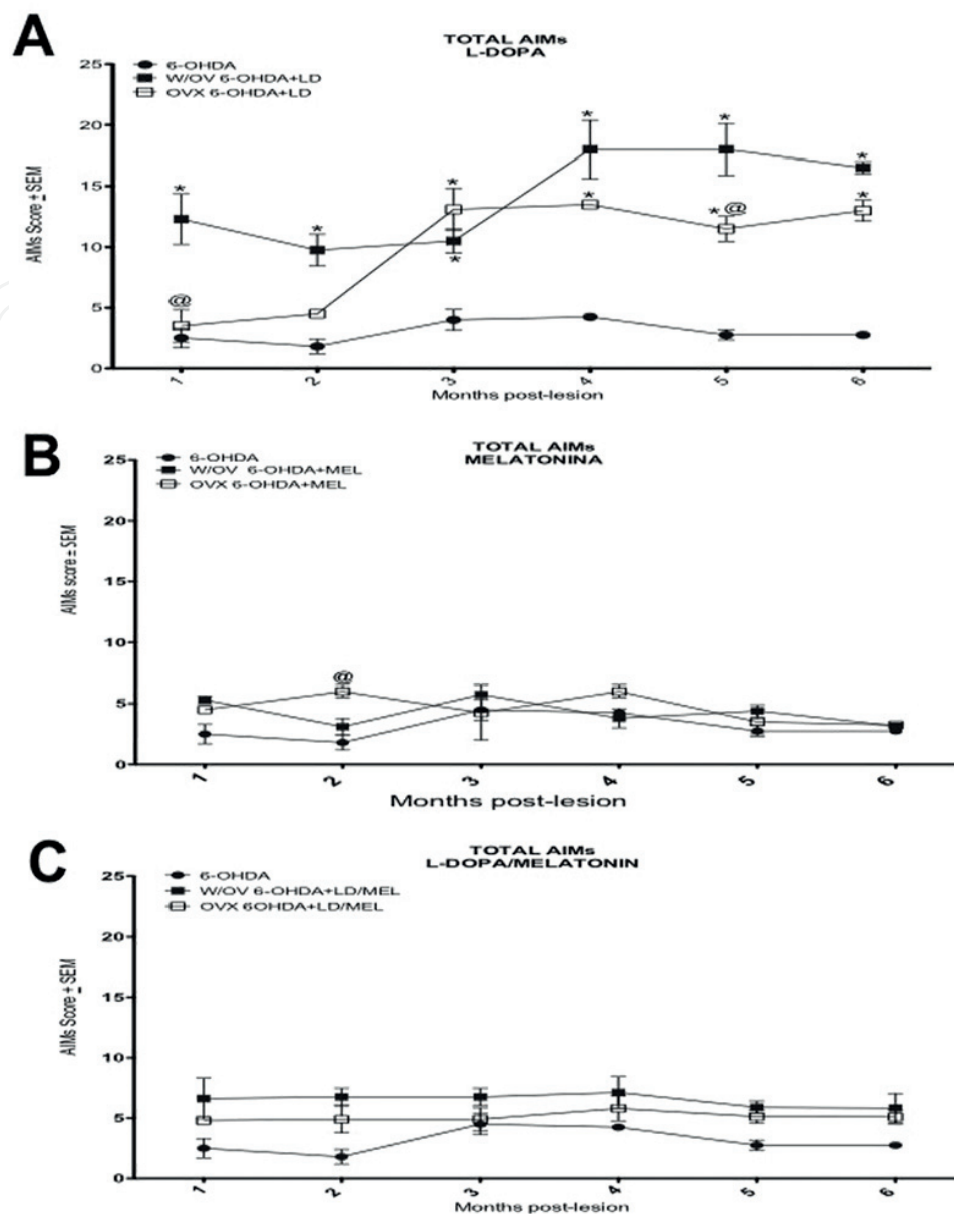 A
TOTAL AIMs
L-DOPA
25
20
15
10
5
0
AIMs Score ± SEM
6-OHDA
W/OV 6-OHDA+LD
OVX 6-OHDA+LD
* * * * * * * * *@ * @
1 2 3 4 5 6
Months post-lesion
B
TOTAL AIMs
MELATONINA
25
20
15
10
5
0
AIMs score ± SEM
6-OHDA
W/OV 6-OHDA+MEL
OVX 6-OHDA+MEL
@
1 2 3 4 5 6
Months post-lesion
C
TOTAL AIMs
L-DOPA/MELATONIN
25
20
15
10
5
0
AIMs Score ± SEM
6-OHDA
W/OV 6-OHDA+LD/MEL
OVX 6OHDA+LD/MEL
1 2 3 4 5 6
Months post-lesion